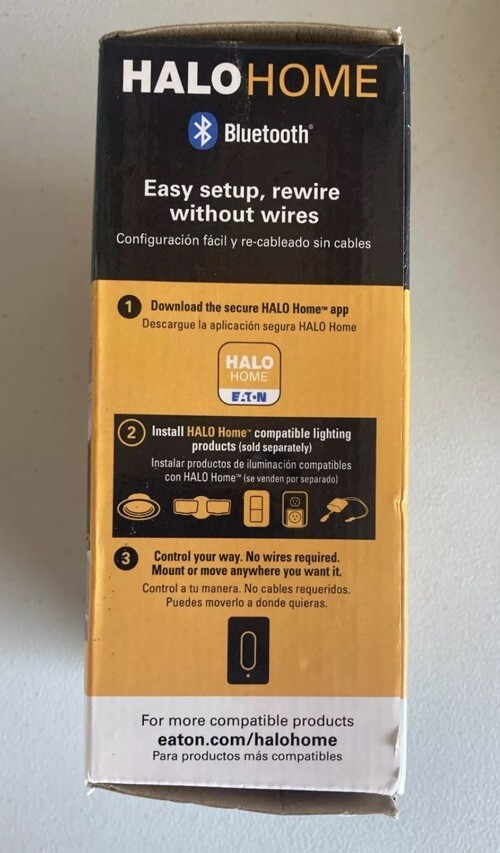 HALO HOME
Bluetooth®
Easy setup, rewire
without wires
Configuración fácil y re-cableado sin cables
1 Download the secure HALO Home™ app
Descargue la aplicación segura HALO Home
HALO
HOME
E·T·N
2 Install HALO Home™ compatible lighting
products (sold separately)
Instalar productos de iluminación compatibles
con HALO Home™ (se venden por separado)
3 Control your way. No wires required.
Mount or move anywhere you want it.
Control a tu manera. No cables requeridos.
Puedes moverlo a donde quieras.
For more compatible products
eaton.com/halohome
Para productos más compatibles